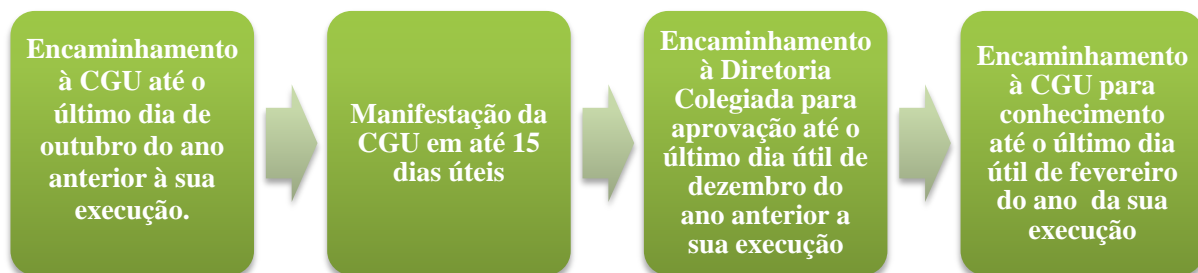 Encaminhamento
à CGU até o
último dia de
outubro do ano
anterior à sua
execução.
Manifestação da
CGU em até 15
dias úteis
Encaminhamento
à Diretoria
Colegiada para
aprovação até o
último dia útil de
dezembro do
ano anterior a
sua execução
Encaminhamento
à CGU para
conhecimento
até o último dia
útil de fevereiro
do ano da sua
execução